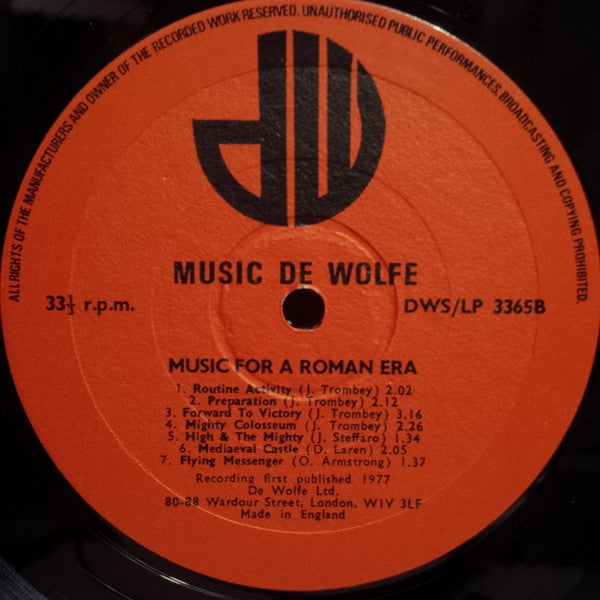 ALL RIGHTS OF THE MANUFACTURERS AND OWNER OF THE RECORDED WORK RESERVED. UNAUTHORISED PUBLIC PERFORMANCES, BROADCASTING AND COPYING PROHIBITED.
dW
MUSIC DE WOLFE
33⅓ r.p.m.
DWS/LP 3365B
MUSIC FOR A ROMAN ERA
1. Routine Activity (J. Trombey) 2.02
2. Preparation (J. Trombey) 2.12
3. Forward To Victory (J. Trombey) 3.16
4. Mighty Colosseum (J. Trombey) 2.26
5. High & The Mighty (J. Steffaro) 1.34
6. Mediaeval Castle (D. Laren) 2.05
7. Flying Messenger (O. Armstrong) 1.37
Recording first published 1977
De Wolfe Ltd.
80-88 Wardour Street, London, W1V 3LF
Made in England